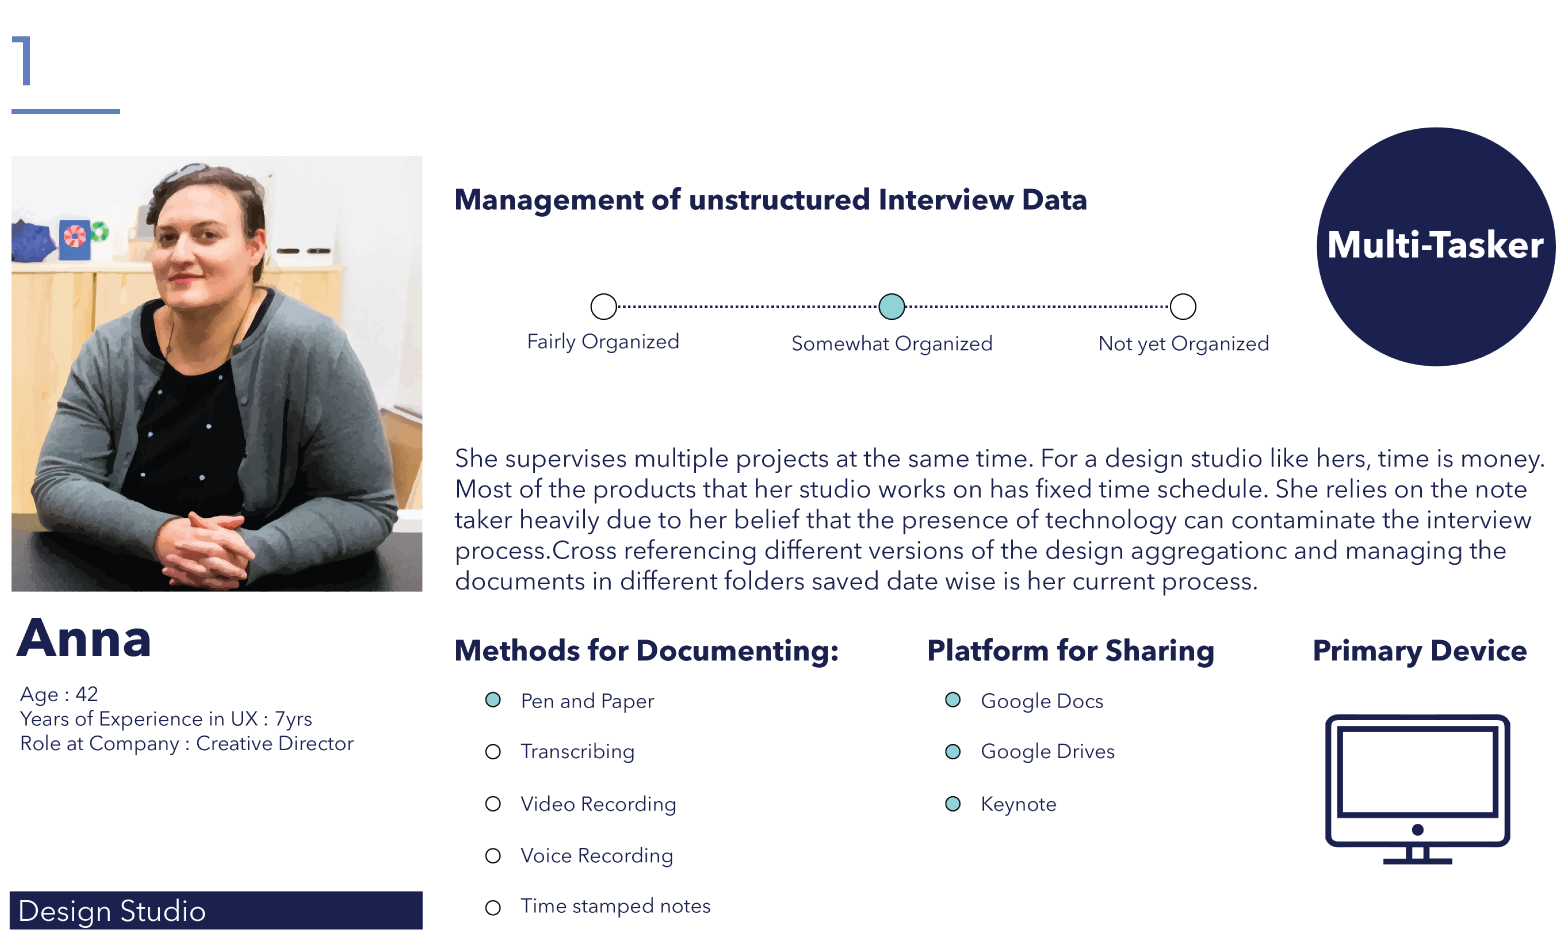 1
Management of unstructured Interview Data
Multi-Tasker
Fairly Organized
Somewhat Organized
Not yet Organized
She supervises multiple projects at the same time. For a design studio like hers, time is money.
Most of the products that her studio works on has fixed time schedule. She relies on the note
taker heavily due to her belief that the presence of technology can contaminate the interview
process.Cross referencing different versions of the design aggregationc and managing the
documents in different folders saved date wise is her current process.
Anna
Age : 42
Years of Experience in UX : 7yrs
Role at Company : Creative Director
Design Studio
Methods for Documenting:
Pen and Paper
Transcribing
Video Recording
Voice Recording
Time stamped notes
Platform for Sharing
Google Docs
Google Drives
Keynote
Primary Device